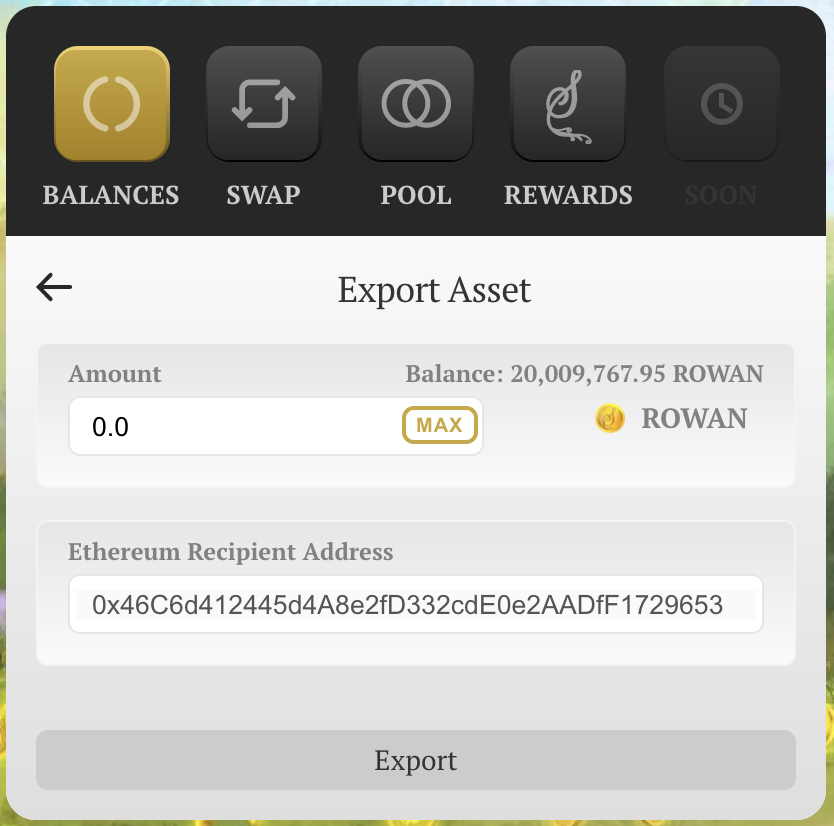 BALANCES SWAP POOL REWARDS SOON
Export Asset
Amount Balance: 20,009,767.95 ROWAN
0.0 MAX ROWAN
Ethereum Recipient Address
0x46C6d412445d4A8e2fD332cdE0e2AADfF1729653
Export